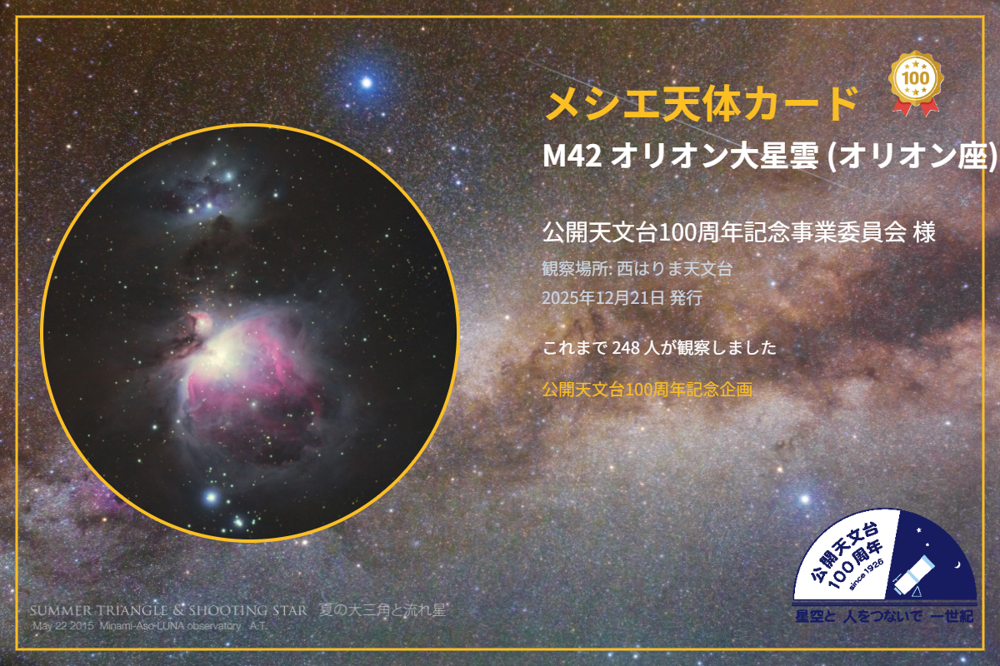 メシエ天体カード
100
M42 オリオン大星雲 (オリオン座)
公開天文台100周年記念事業委員会 様
観察場所: 西はりま天文台
2025年12月21日 発行
これまで 248 人が観察しました
公開天文台100周年記念企画
公開天文台
100周年
since 1926
星空と 人をつないで 一世紀
SUMMER TRIANGLE & SHOOTING STAR 夏の大三角と流れ星
May 22 2015 Minami-Aso LUNA observatory A.T.